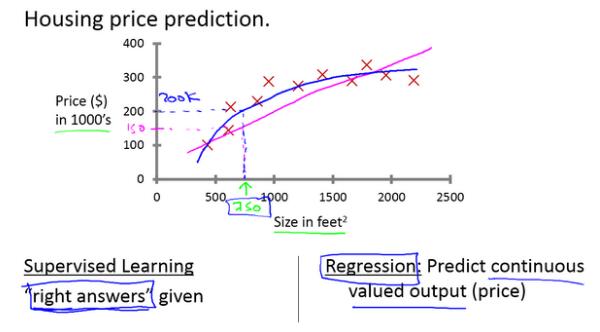 Housing price prediction.
400
300
200K
Price ($)
in 1000's
200
150
100
0
0
500
1000
1500
2000
2500
750
Size in feet²
Supervised Learning
"right answers" given
Regression: Predict continuous
valued output (price)